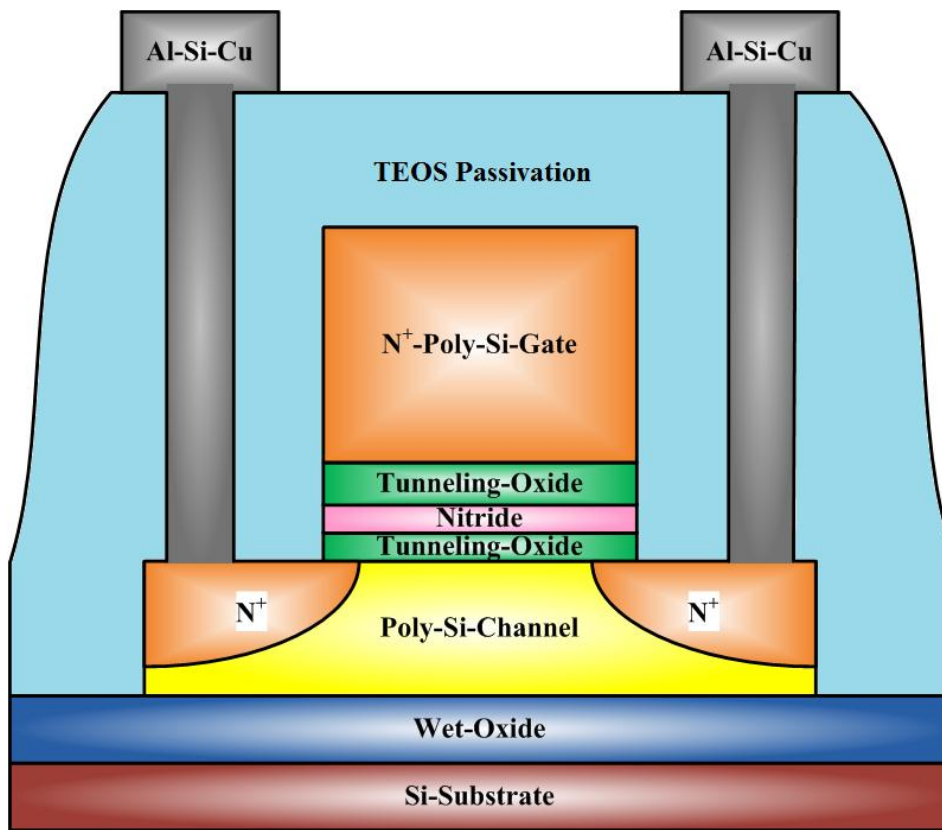 Al-Si-Cu
Al-Si-Cu
TEOS Passivation
N⁺-Poly-Si-Gate
Tunneling-Oxide
Nitride
Tunneling-Oxide
N⁺
N⁺
Poly-Si-Channel
Wet-Oxide
Si-Substrate